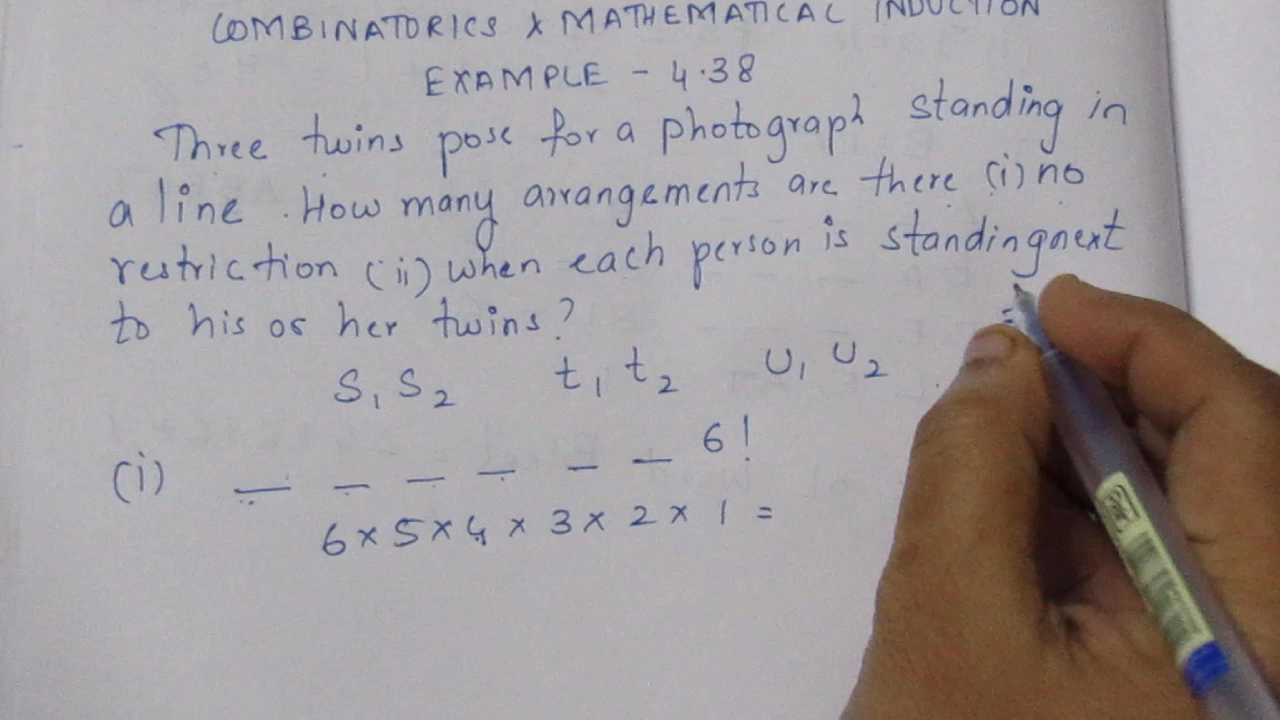 COMBINATORICS X MATHEMATICAL INDUCTION
EXAMPLE - 4.38
Three twins pose for a photograph standing in
a line. How many arrangements are there (i) no
restriction (ii) when each person is standing next
to his or her twins?
S₁ S₂ t₁ t₂ U₁ U₂
(i) _ _ _ _ _ _ 6!
6 × 5 × 4 × 3 × 2 × 1 =